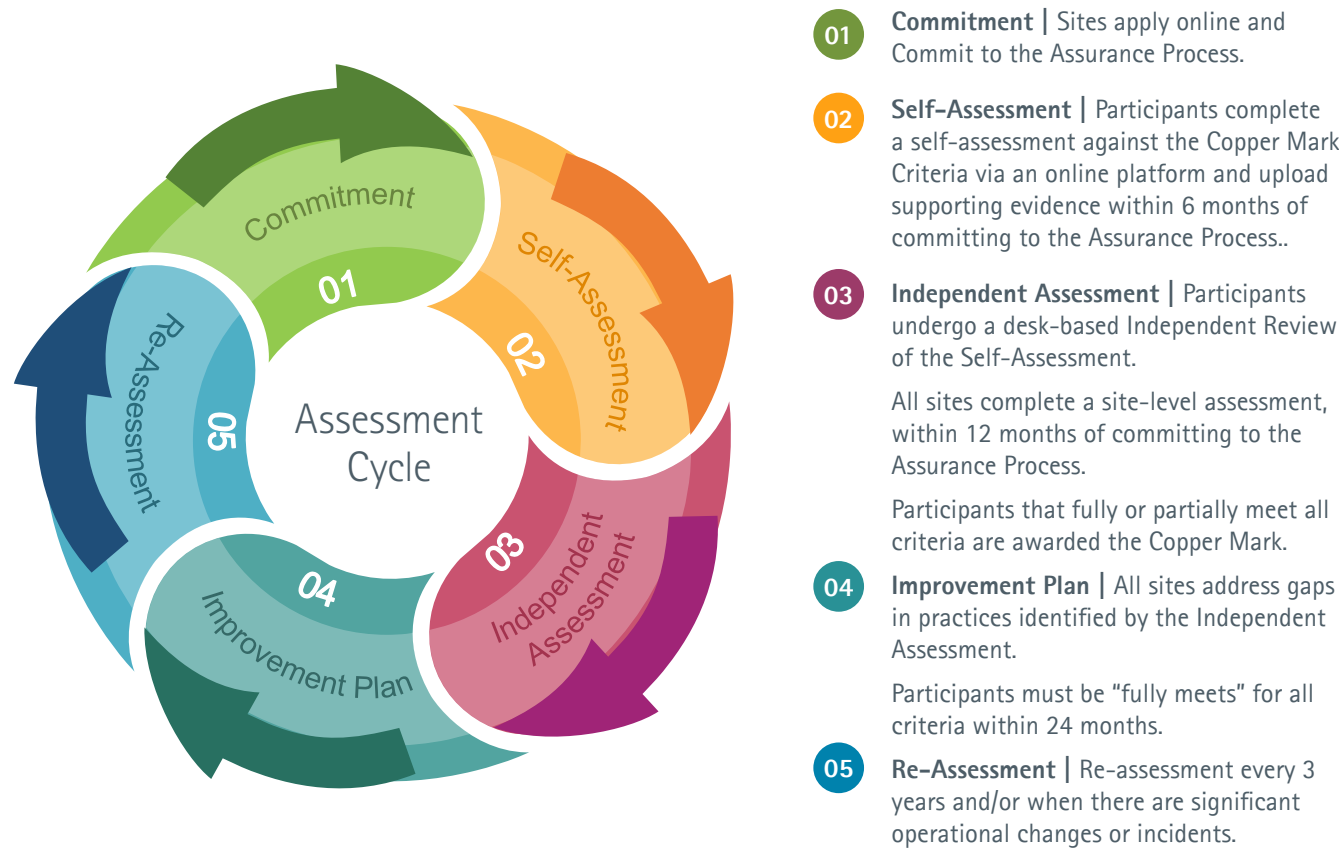 Commitment
01
Self-Assessment
02
Independent
Assessment
03
Improvement Plan
04
Re-Assessment
05
Assessment
Cycle
01
Commitment | Sites apply online and
Commit to the Assurance Process.
02
Self-Assessment | Participants complete
a self-assessment against the Copper Mark
Criteria via an online platform and upload
supporting evidence within 6 months of
committing to the Assurance Process..
03
Independent Assessment | Participants
undergo a desk-based Independent Review
of the Self-Assessment.
All sites complete a site-level assessment,
within 12 months of committing to the
Assurance Process.
Participants that fully or partially meet all
criteria are awarded the Copper Mark.
04
Improvement Plan | All sites address gaps
in practices identified by the Independent
Assessment.
Participants must be “fully meets” for all
criteria within 24 months.
05
Re-Assessment | Re-assessment every 3
years and/or when there are significant
operational changes or incidents.